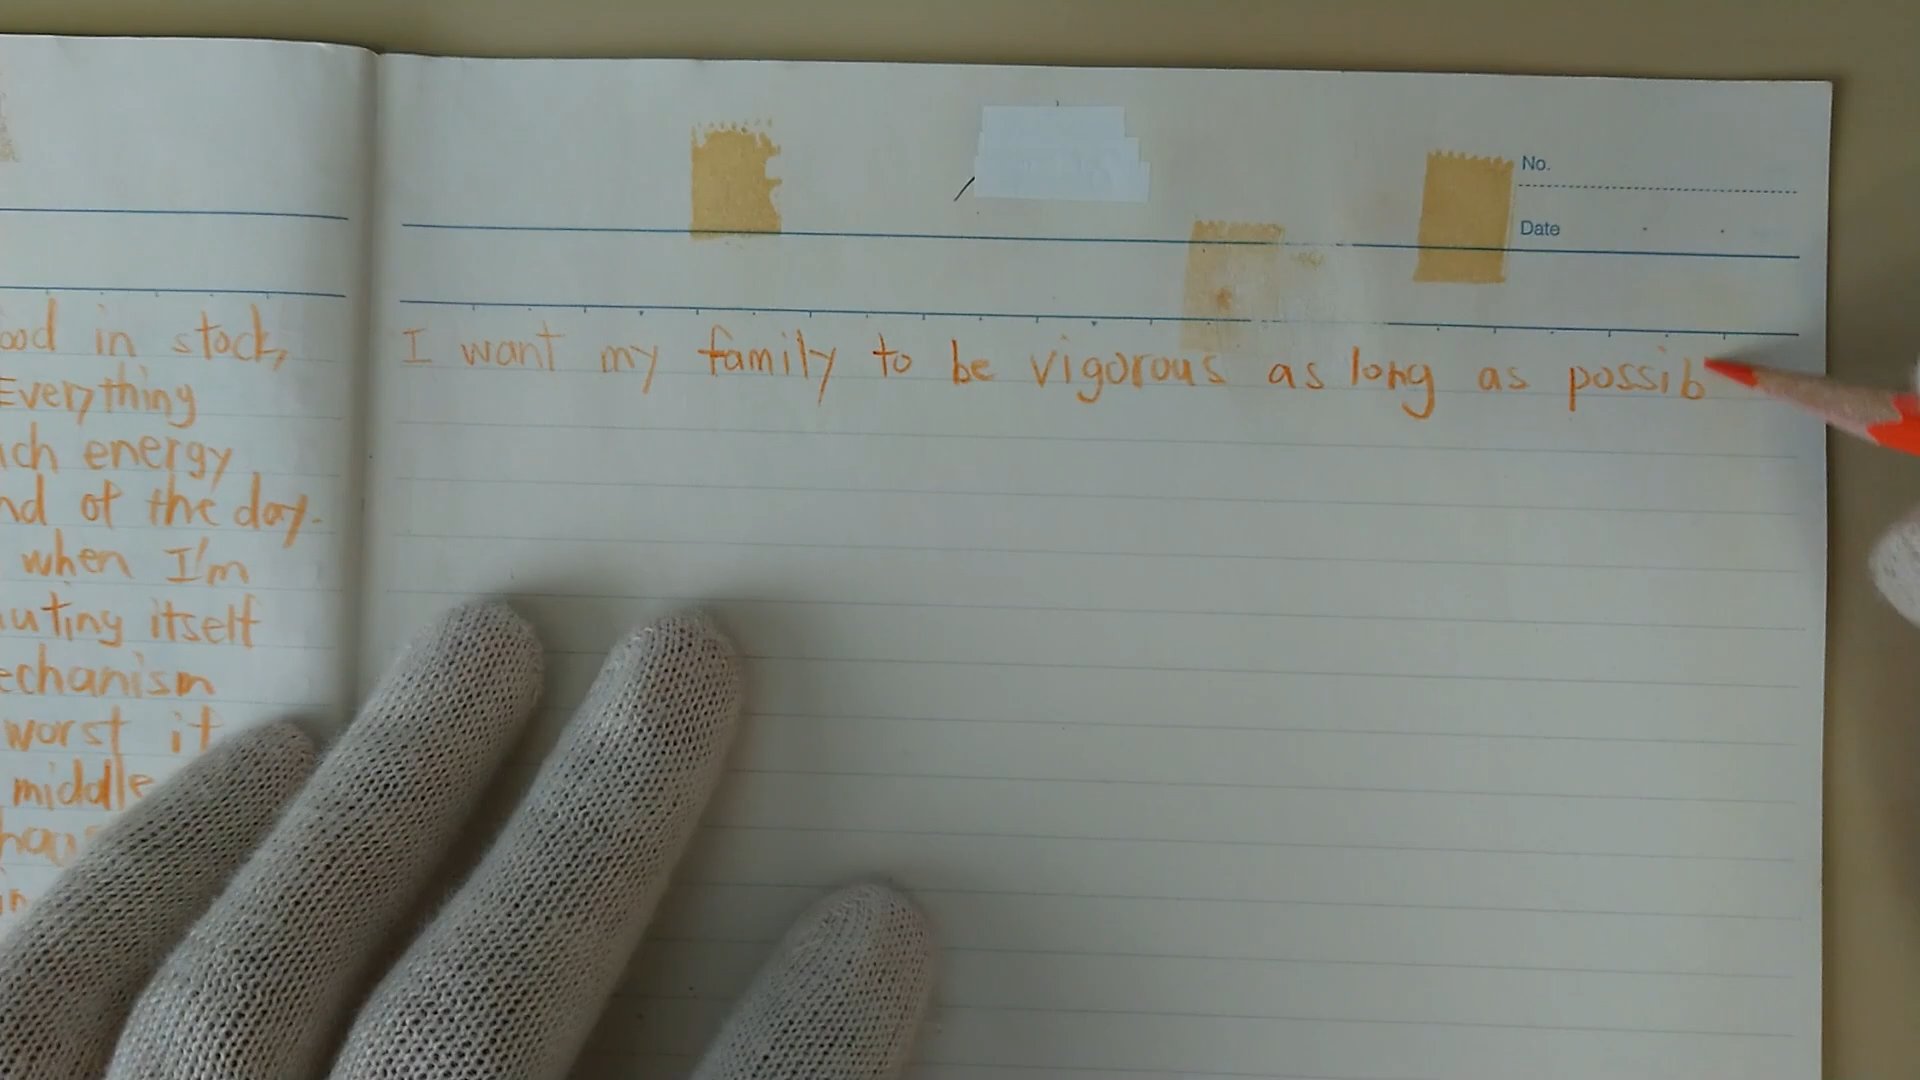 No.
Date
ood in stock,
Everything
ich energy
nd of the day.
when I'm
uting itself
echanism
worst it
middle
in
I want my family to be vigorous as long as possib